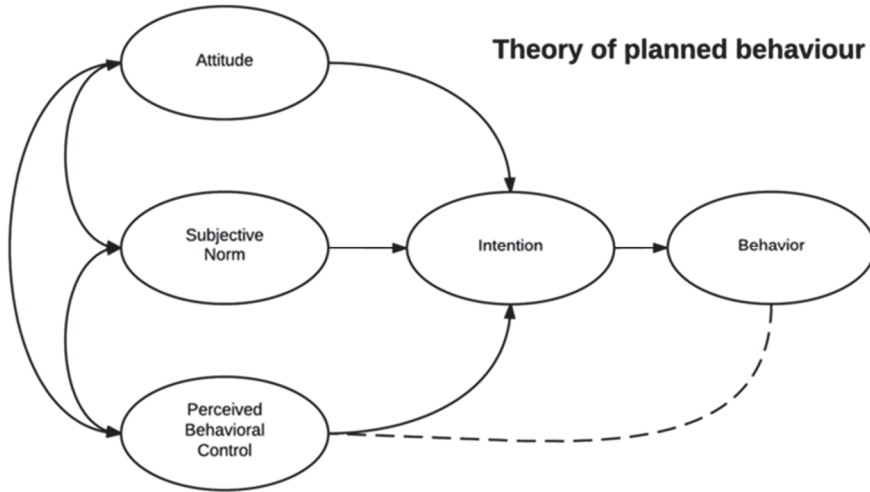 Theory of planned behaviour
Attitude
Subjective
Norm
Intention
Behavior
Perceived
Behavioral
Control